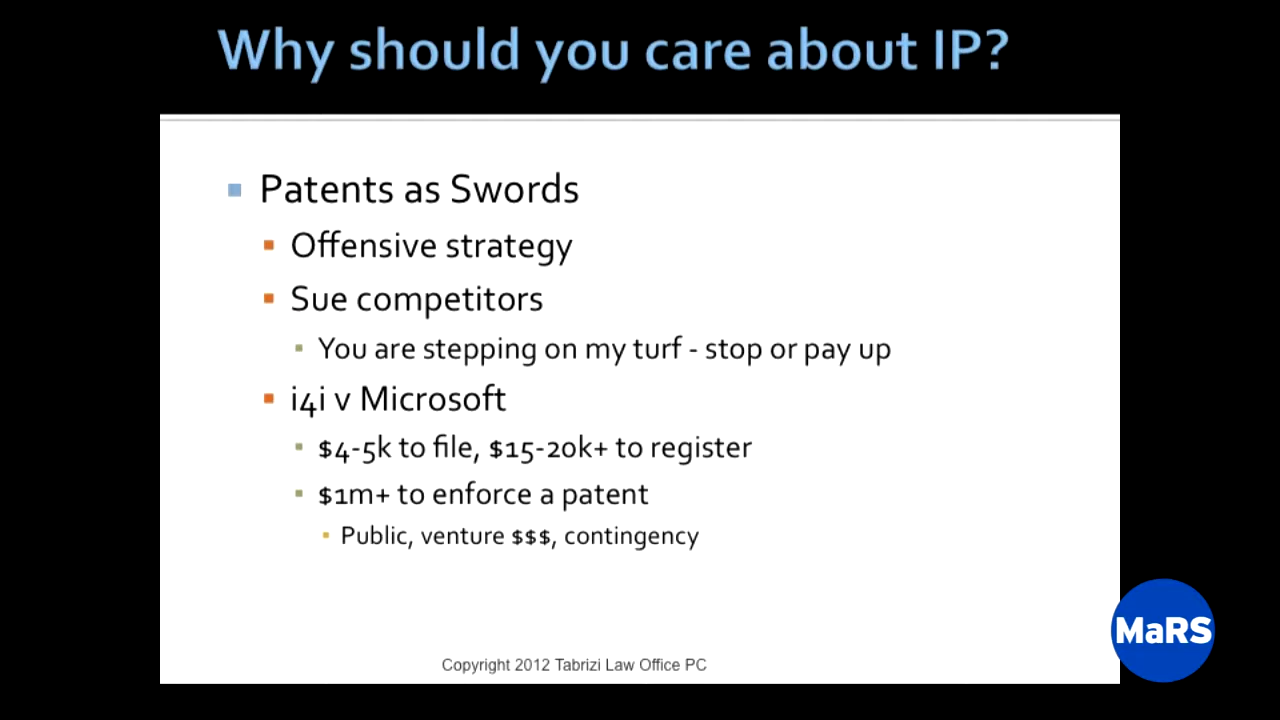 Why should you care about IP?
Patents as Swords
Offensive strategy
Sue competitors
You are stepping on my turf - stop or pay up
i4i v Microsoft
$4-5k to file, $15-20k+ to register
$1m+ to enforce a patent
Public, venture $$$, contingency
MaRS
Copyright 2012 Tabrizi Law Office PC